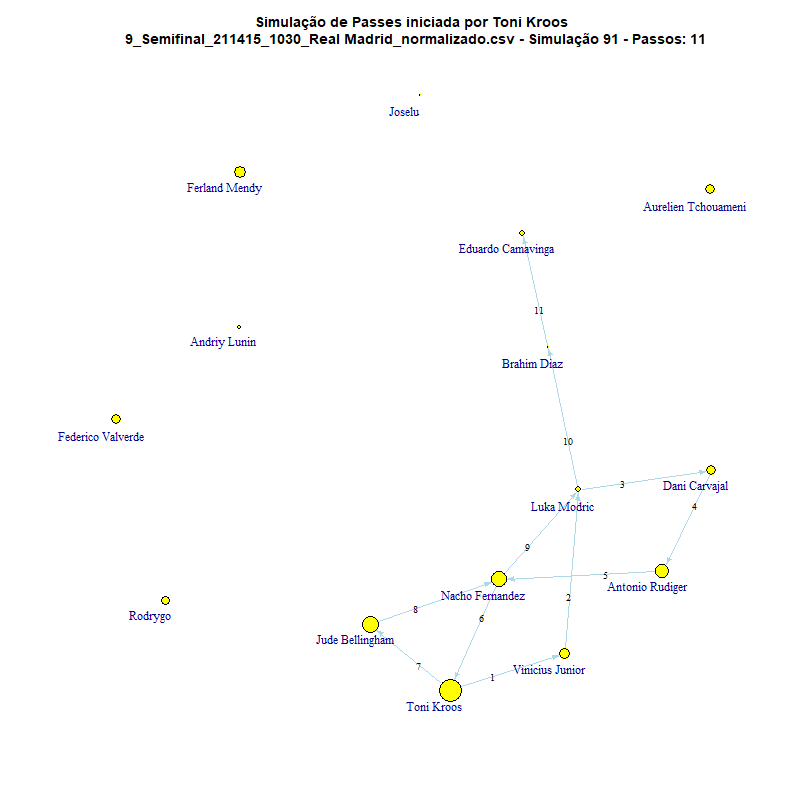 Simulação de Passes iniciada por Toni Kroos
9_Semifinal_211415_1030_Real Madrid_normalizado.csv - Simulação 91 - Passos: 11
Joselu
Ferland Mendy
Aurelien Tchouameni
Eduardo Camavinga
11
Andriy Lunin
Brahim Diaz
Federico Valverde
10
3
Dani Carvajal
Luka Modric
4
9
5
Antonio Rudiger
Nacho Fernandez
2
8
6
Rodrygo
Jude Bellingham
7
Vinicius Junior
1
Toni Kroos